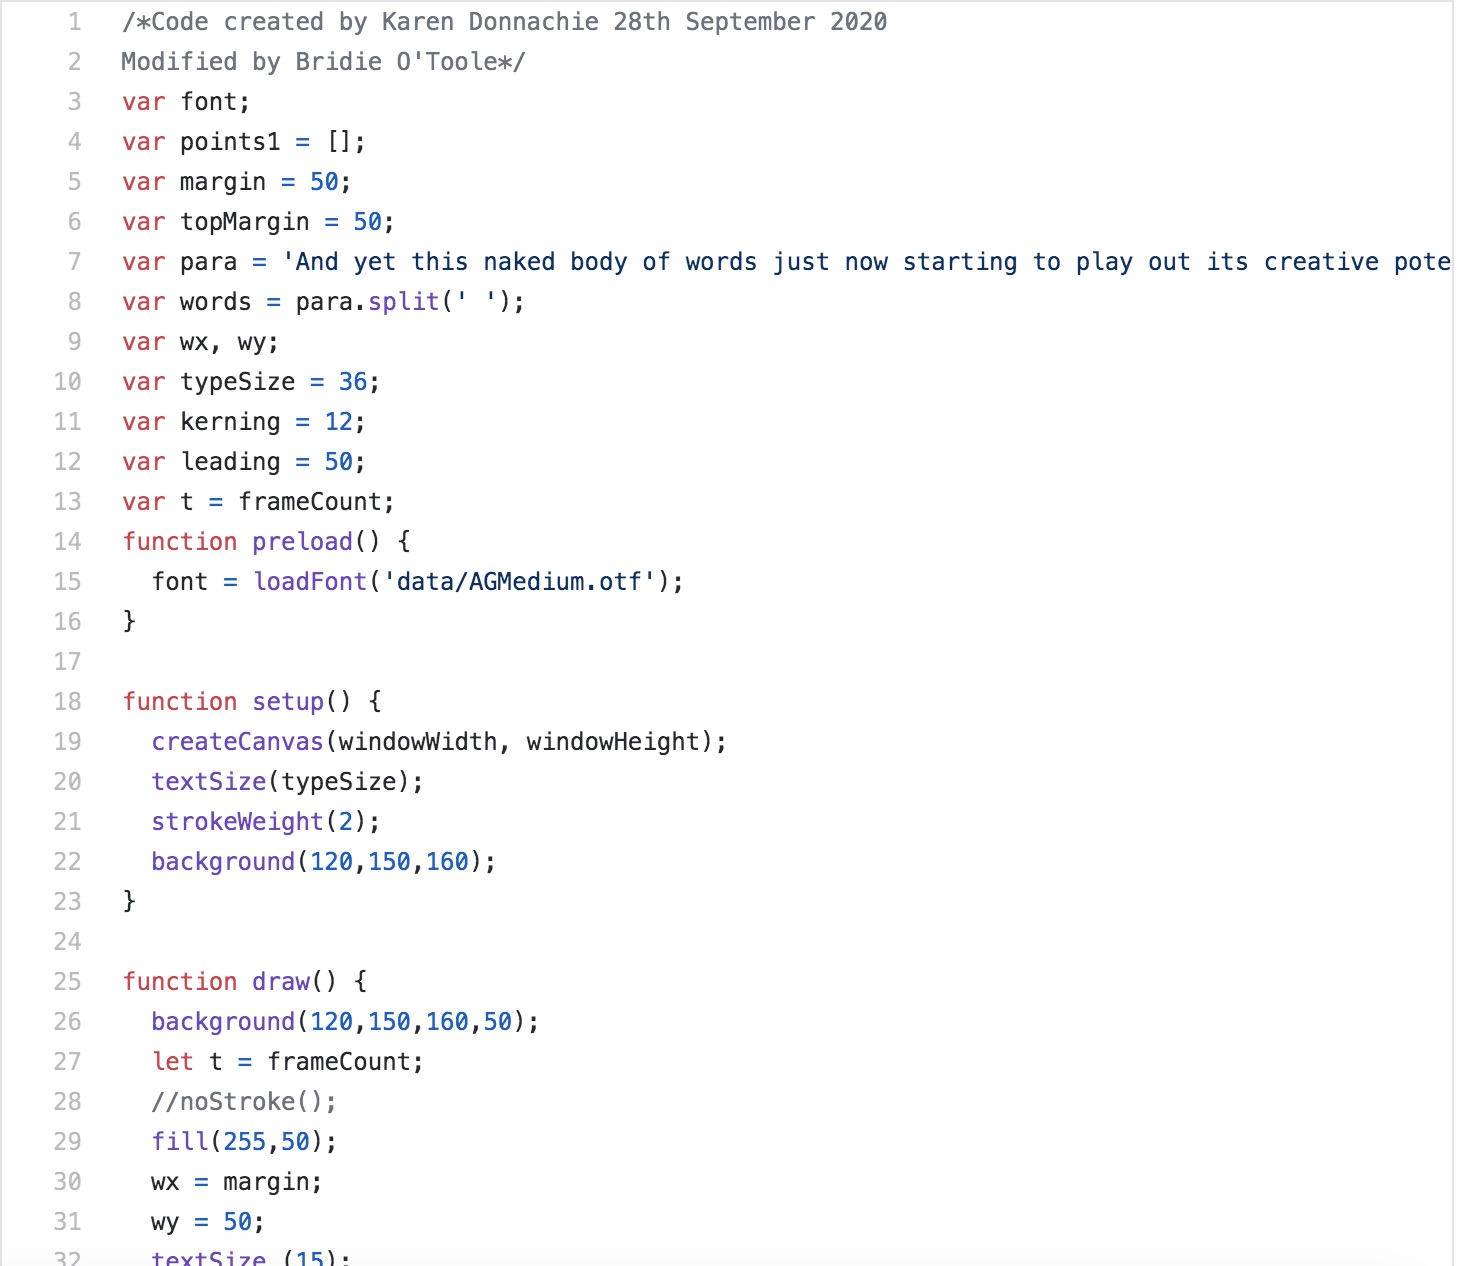 1 /*Code created by Karen Donnachie 28th September 2020
2 Modified by Bridie O'Toole*/
3 var font;
4 var points1 = [];
5 var margin = 50;
6 var topMargin = 50;
7 var para = 'And yet this naked body of words just now starting to play out its creative pote
8 var words = para.split(' ');
9 var wx, wy;
10 var typeSize = 36;
11 var kerning = 12;
12 var leading = 50;
13 var t = frameCount;
14 function preload() {
15   font = loadFont('data/AGMedium.otf');
16 }
17
18 function setup() {
19   createCanvas(windowWidth, windowHeight);
20   textSize(typeSize);
21   strokeWeight(2);
22   background(120,150,160);
23 }
24
25 function draw() {
26   background(120,150,160,50);
27   let t = frameCount;
28   //noStroke();
29   fill(255,50);
30   wx = margin;
31   wy = 50;
32   textSize (15);